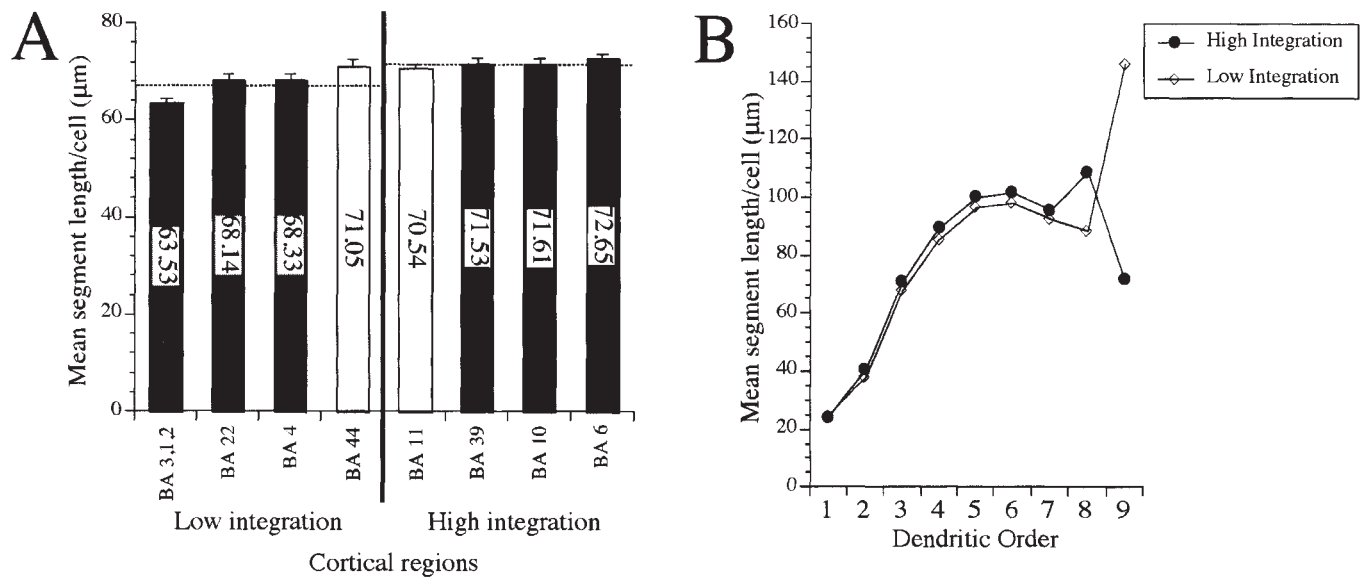 A
Mean segment length/cell (µm)
80
60
40
20
0
63.53
68.14
68.33
71.05
70.54
71.53
71.61
72.65
BA 3,1,2
BA 22
BA 4
BA 44
BA 11
BA 39
BA 10
BA 6
Low integration
High integration
Cortical regions
B
Mean segment length/cell (µm)
160
140
120
100
80
60
40
20
0
1 2 3 4 5 6 7 8 9
Dendritic Order
High Integration
Low Integration